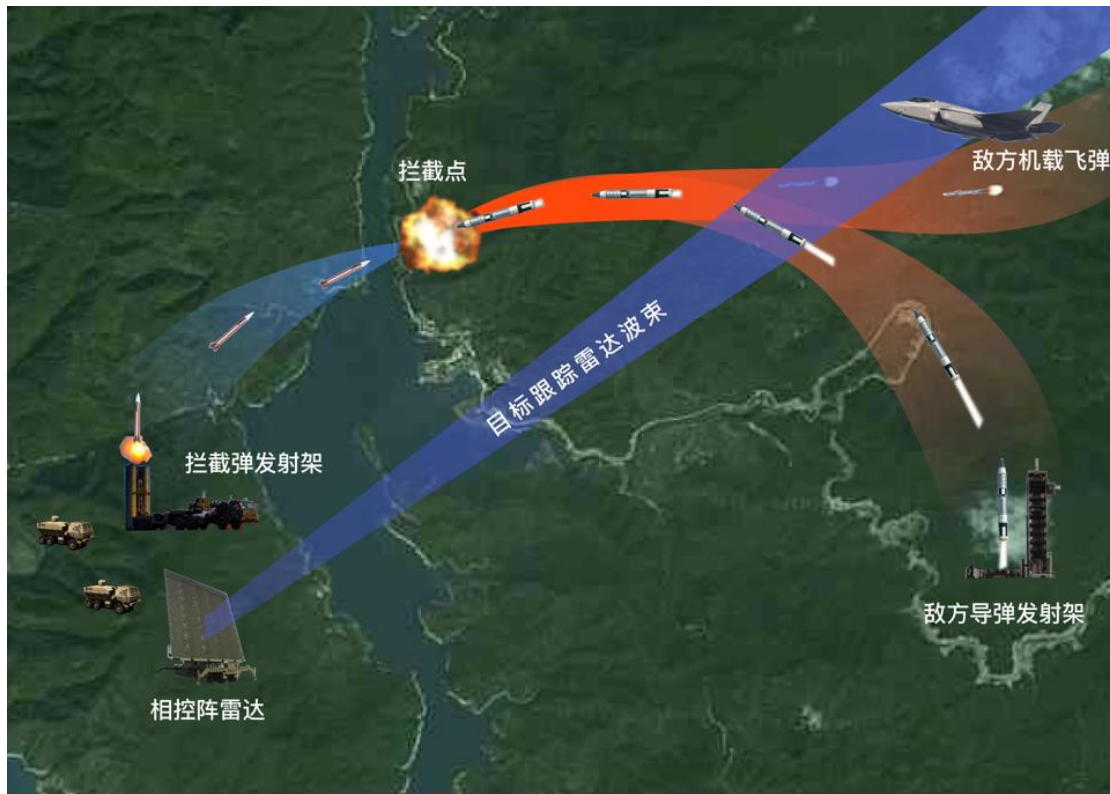 拦截点
敌方机载飞弹
目标跟踪雷达波束
拦截弹发射架
敌方导弹发射架
相控阵雷达